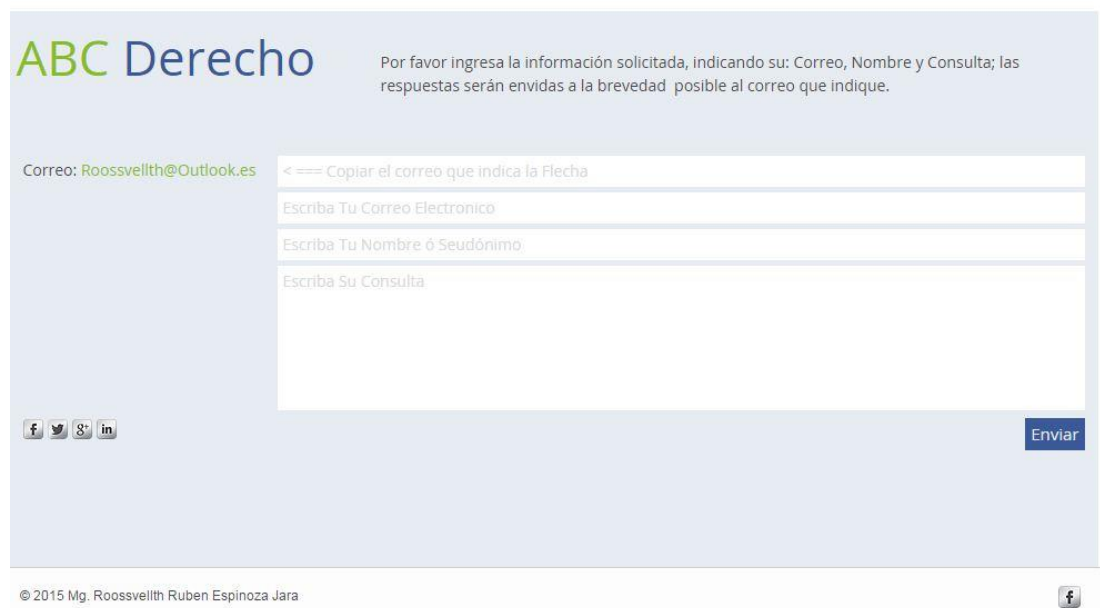 ABC Derecho
Por favor ingresa la información solicitada, indicando su: Correo, Nombre y Consulta; las
respuestas serán envidas a la brevedad posible al correo que indique.
Correo: Roossvellth@Outlook.es
< === Copiar el correo que indica la Flecha
Escriba Tu Correo Electronico
Escriba Tu Nombre ó Seudónimo
Escriba Su Consulta
f 8+ in
Enviar
© 2015 Mg. Roossvellth Ruben Espinoza Jara
f